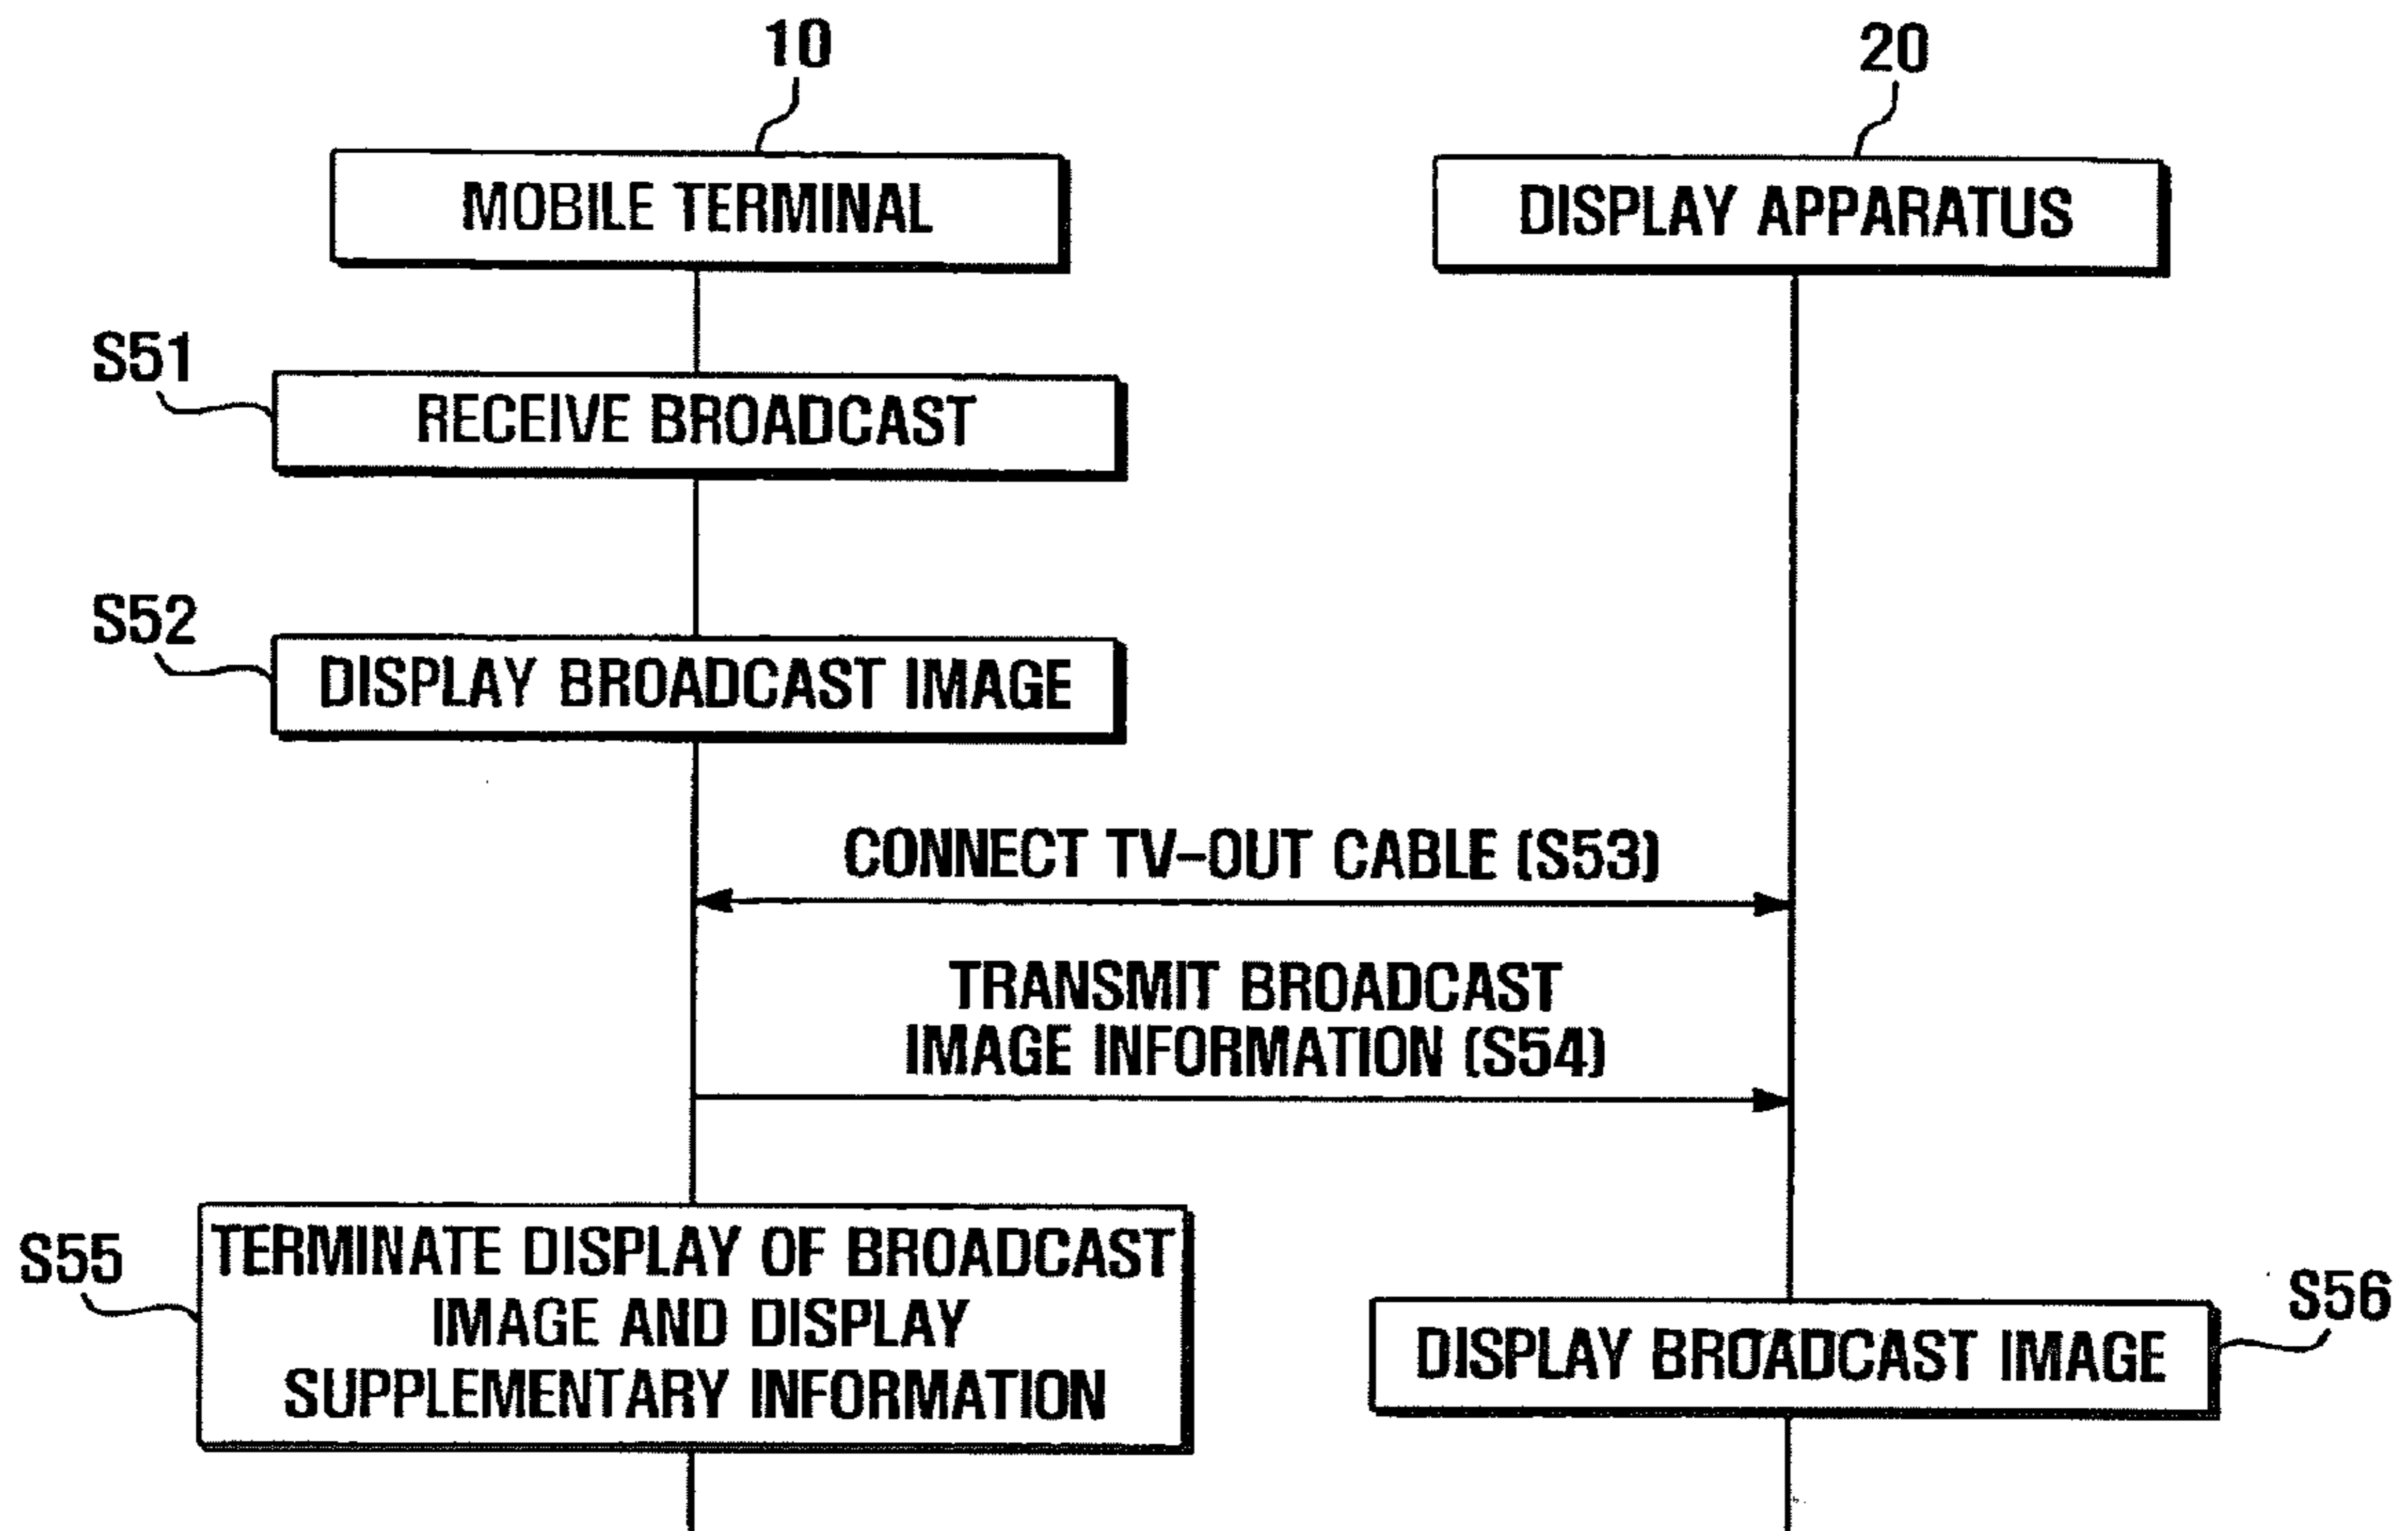 10
20
MOBILE TERMINAL
DISPLAY APPARATUS
S51
RECEIVE BROADCAST
S52
DISPLAY BROADCAST IMAGE
CONNECT TV-OUT CABLE (S53)
TRANSMIT BROADCAST
IMAGE INFORMATION (S54)
S55
TERMINATE DISPLAY OF BROADCAST
IMAGE AND DISPLAY
SUPPLEMENTARY INFORMATION
S56
DISPLAY BROADCAST IMAGE